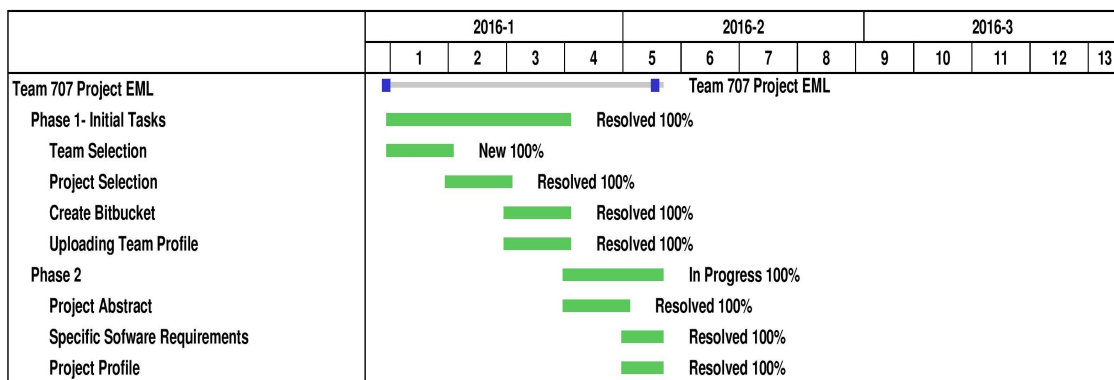 2016-1 2016-2 2016-3
1 2 3 4 5 6 7 8 9 10 11 12 13
Team 707 Project EML Team 707 Project EML
Phase 1- Initial Tasks Resolved 100%
Team Selection New 100%
Project Selection Resolved 100%
Create Bitbucket Resolved 100%
Uploading Team Profile Resolved 100%
Phase 2 In Progress 100%
Project Abstract Resolved 100%
Specific Sofware Requirements Resolved 100%
Project Profile Resolved 100%